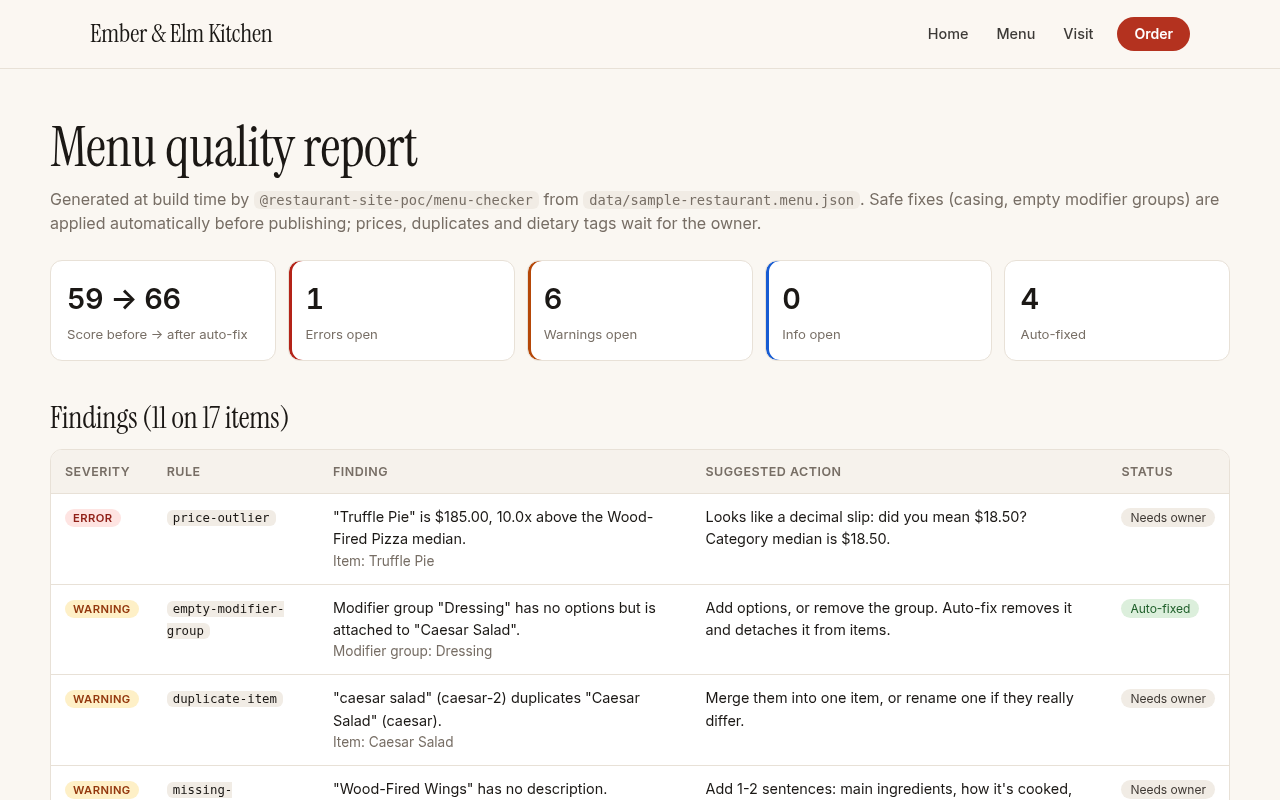 Ember & Elm Kitchen
Home
Menu
Visit
Order
Menu quality report
Generated at build time by @restaurant-site-poc/menu-checker from data/sample-restaurant.menu.json. Safe fixes (casing, empty modifier groups) are
applied automatically before publishing; prices, duplicates and dietary tags wait for the owner.
59 → 66
Score before → after auto-fix
1
Errors open
6
Warnings open
0
Info open
4
Auto-fixed
Findings (11 on 17 items)
SEVERITY
RULE
FINDING
SUGGESTED ACTION
STATUS
ERROR
price-outlier
"Truffle Pie" is $185.00, 10.0x above the Wood-
Fired Pizza median.
Item: Truffle Pie
Looks like a decimal slip: did you mean $18.50?
Category median is $18.50.
Needs owner
WARNING
empty-modifier-
group
Modifier group "Dressing" has no options but is
attached to "Caesar Salad".
Modifier group: Dressing
Add options, or remove the group. Auto-fix removes it
and detaches it from items.
Auto-fixed
WARNING
duplicate-item
"caesar salad" (caesar-2) duplicates "Caesar
Salad" (caesar).
Item: Caesar Salad
Merge them into one item, or rename one if they really
differ.
Needs owner
WARNING
missing-
"Wood-Fired Wings" has no description.
Add 1-2 sentences: main ingredients, how it's cooked,
Needs owner